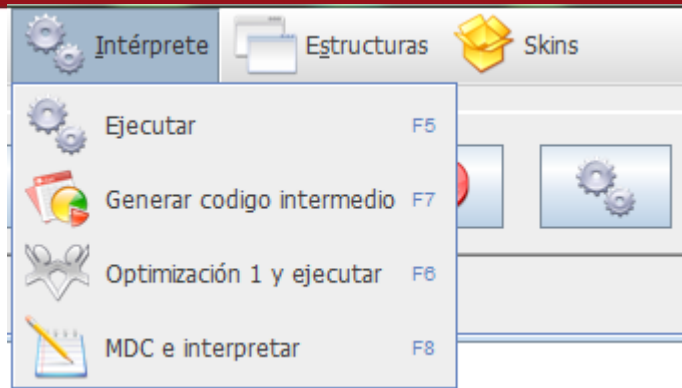 Intérprete Estructuras Skins
Ejecutar F5
Generar codigo intermedio F7
Optimización 1 y ejecutar F6
MDC e interpretar F8